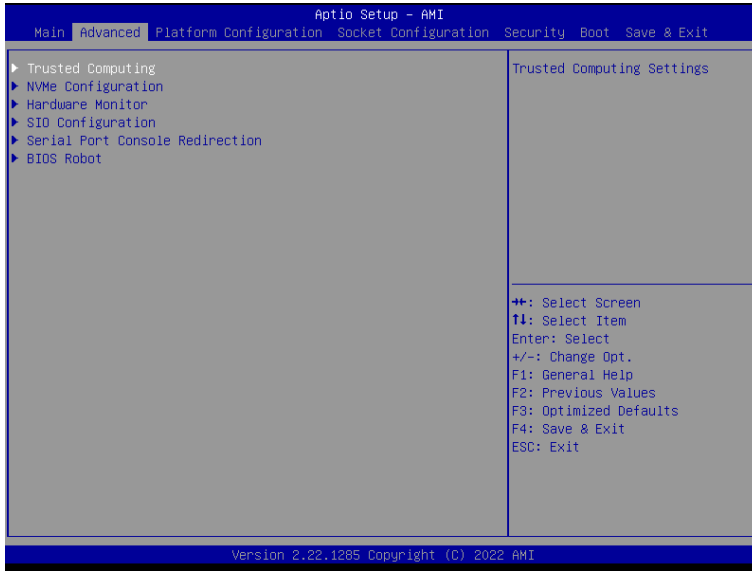 Aptio Setup - AMI
Main Advanced Platform Configuration Socket Configuration Security Boot Save & Exit
Trusted Computing
NVMe Configuration
Hardware Monitor
SIO Configuration
Serial Port Console Redirection
BIOS Robot
Trusted Computing Settings
→←: Select Screen
↑↓: Select Item
Enter: Select
+/-: Change Opt.
F1: General Help
F2: Previous Values
F3: Optimized Defaults
F4: Save & Exit
ESC: Exit
Version 2.22.1285 Copyright (C) 2022 AMI